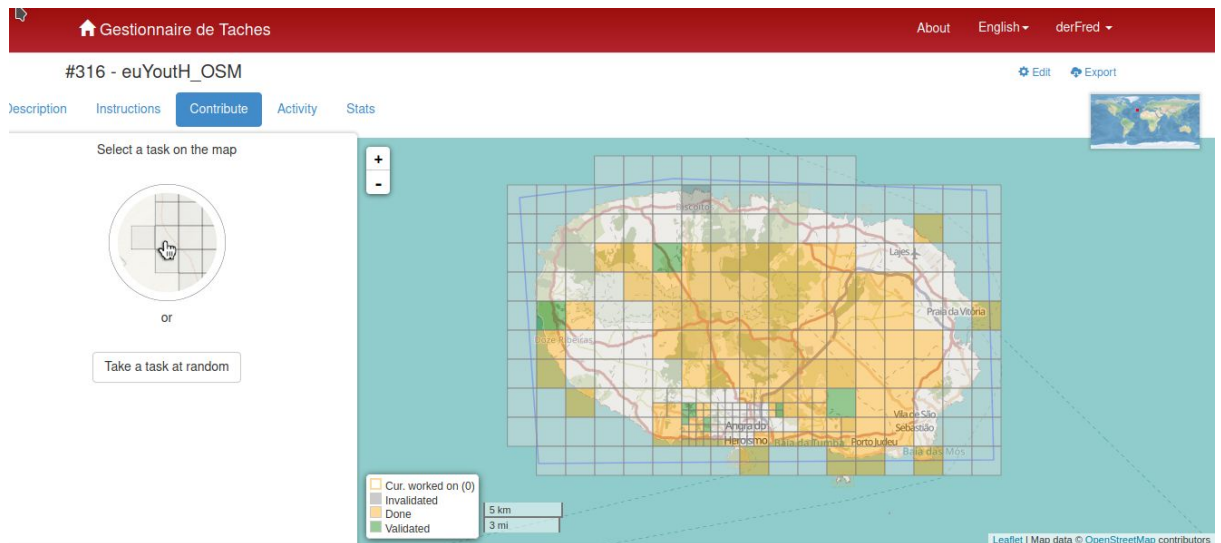 Gestionnaire de Taches
About English derFred
#316 - euYoutH_OSM
Edit Export
Description Instructions Contribute Activity Stats
Select a task on the map
or
Take a task at random
+
-
Biscoito
Lajes
Praia da Vitória
Doze Ribeiras
Vila de São
Sebastião
Angra do
Heroísmo Baía da Tumba Porto Judeu
Baía das Mós
Cur. worked on (0)
Invalidated
Done
Validated
5 km
3 mi
Leaflet | Map data © OpenStreetMap contributors